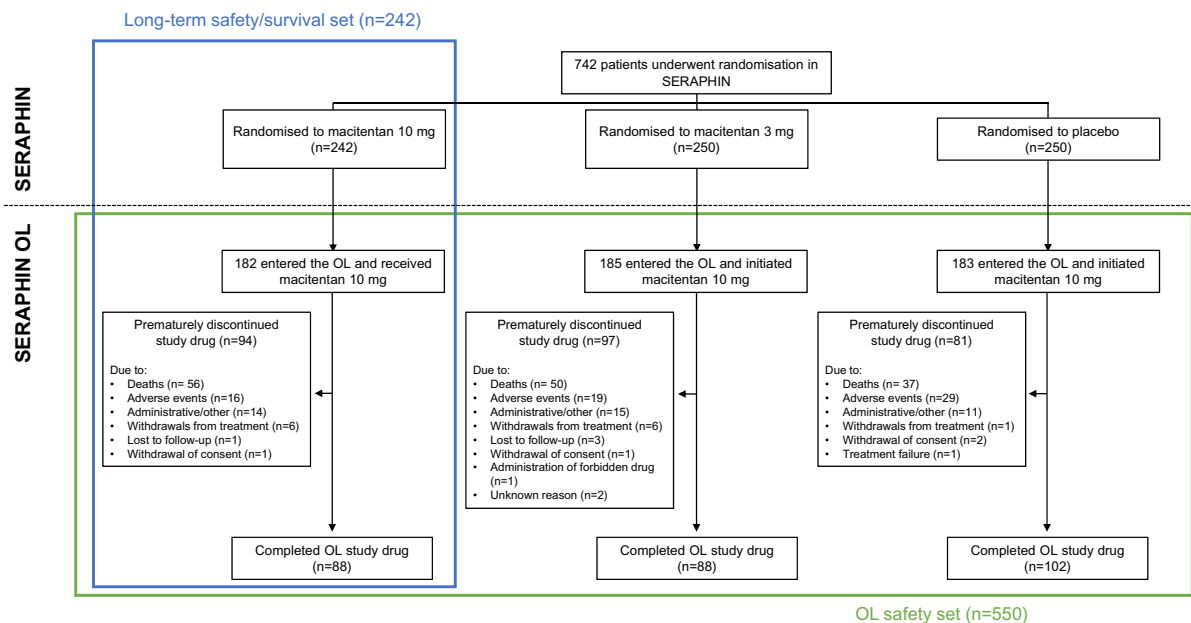 Long-term safety/survival set (n=242)
SERAPHIN
742 patients underwent randomisation in
SERAPHIN
Randomised to macitentan 10 mg
(n=242)
Randomised to macitentan 3 mg
(n=250)
Randomised to placebo
(n=250)
SERAPHIN OL
182 entered the OL and received
macitentan 10 mg
185 entered the OL and initiated
macitentan 10 mg
183 entered the OL and initiated
macitentan 10 mg
Prematurely discontinued
study drug (n=94)
Due to:
• Deaths (n= 56)
• Adverse events (n=16)
• Administrative/other (n=14)
• Withdrawals from treatment (n=6)
• Lost to follow-up (n=1)
• Withdrawal of consent (n=1)
Prematurely discontinued
study drug (n=97)
Due to:
• Deaths (n= 50)
• Adverse events (n=19)
• Administrative/other (n=15)
• Withdrawals from treatment (n=6)
• Lost to follow-up (n=3)
• Withdrawal of consent (n=1)
• Administration of forbidden drug
(n=1)
• Unknown reason (n=2)
Prematurely discontinued
study drug (n=81)
Due to:
• Deaths (n= 37)
• Adverse events (n=29)
• Administrative/other (n=11)
• Withdrawals from treatment (n=1)
• Withdrawal of consent (n=2)
• Treatment failure (n=1)
Completed OL study drug
(n=88)
Completed OL study drug
(n=88)
Completed OL study drug
(n=102)
OL safety set (n=550)